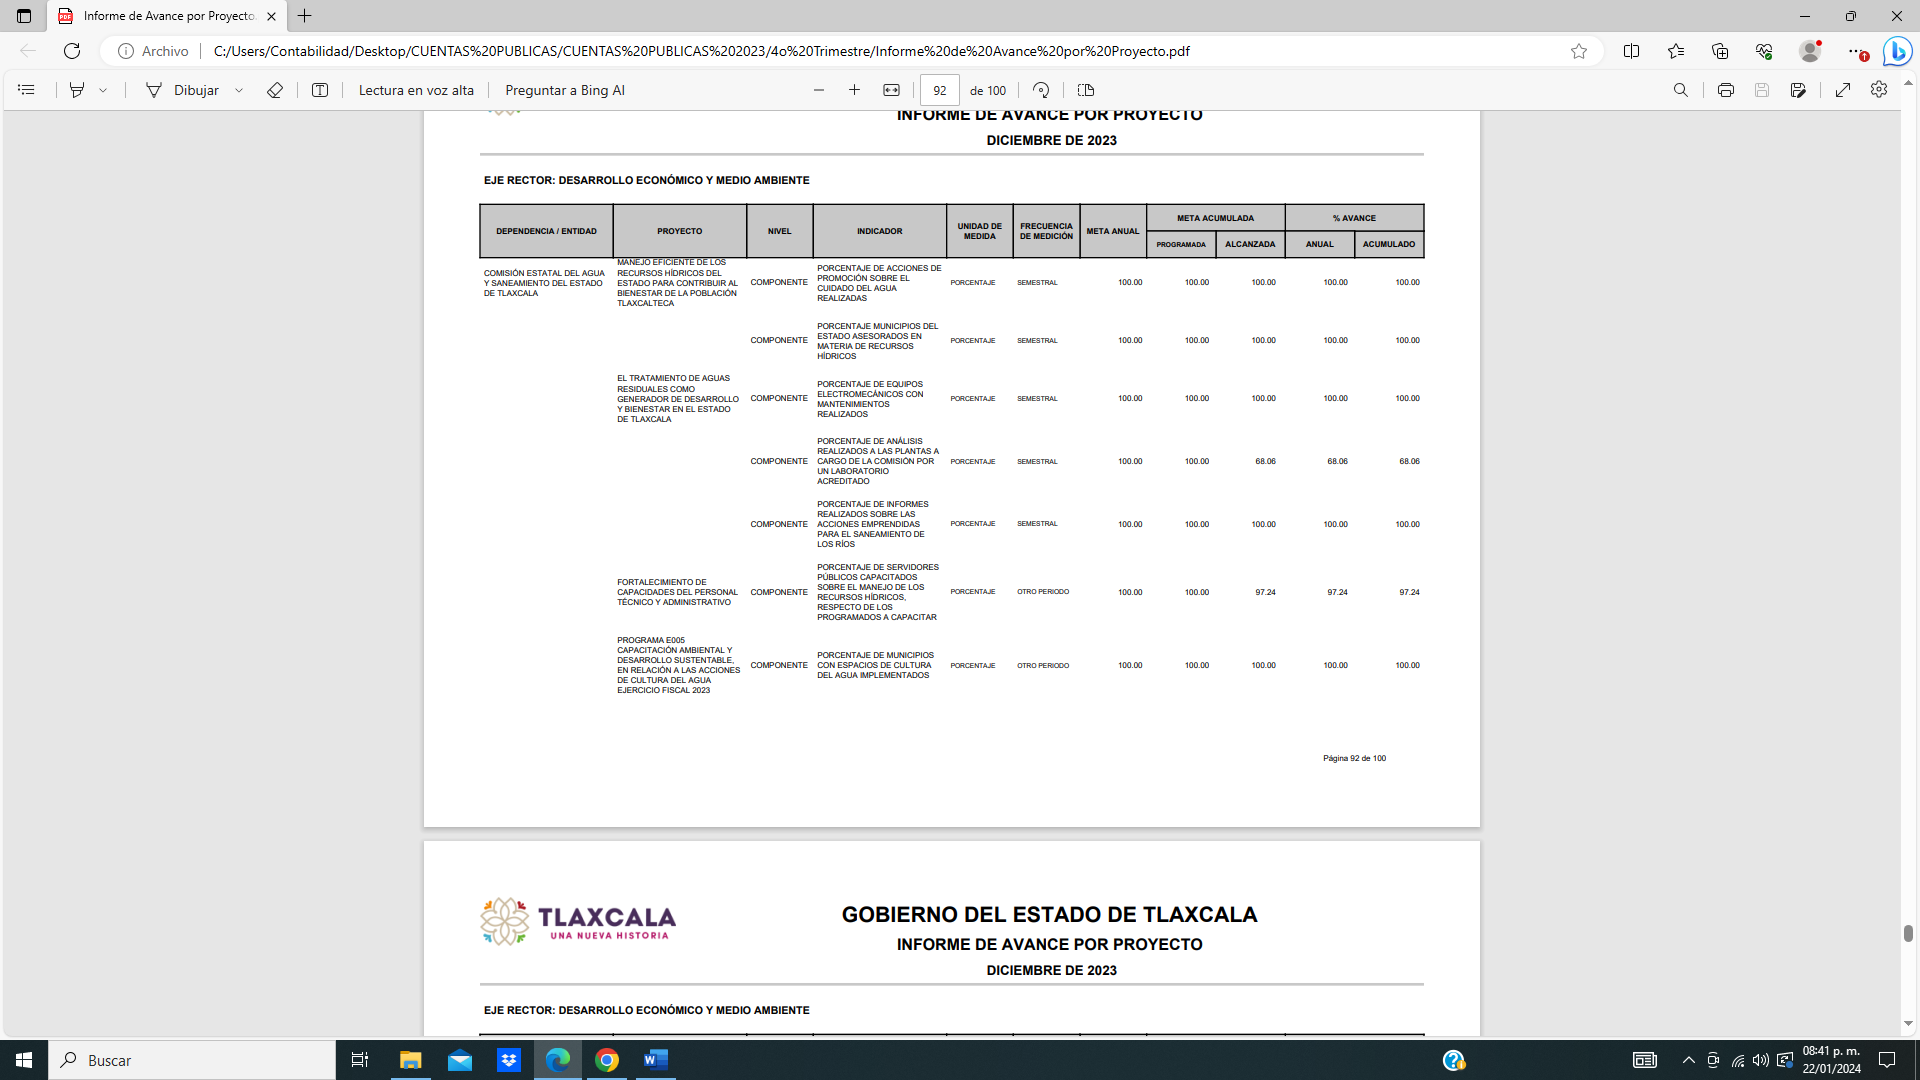 Informe de Avance por Proyecto.
Archivo
C:/Users/Contabilidad/Desktop/CUENTAS%20PUBLICAS/CUENTAS%20PUBLICAS%202023/4o%20Trimestre/Informe%20de%20Avance%20por%20Proyecto.pdf
Dibujar
Lectura en voz alta
Preguntar a Bing AI
92
de 100
INFORME DE AVANCE POR PROYECTO
DICIEMBRE DE 2023
EJE RECTOR: DESARROLLO ECONÓMICO Y MEDIO AMBIENTE
DEPENDENCIA / ENTIDAD
PROYECTO
NIVEL
INDICADOR
UNIDAD DE
MEDIDA
FRECUENCIA
DE MEDICIÓN
META ANUAL
META ACUMULADA
PROGRAMADA
ALCANZADA
% AVANCE
ANUAL
ACUMULADO
COMISIÓN ESTATAL DEL AGUA
Y SANEAMIENTO DEL ESTADO
DE TLAXCALA
MANEJO EFICIENTE DE LOS
RECURSOS HÍDRICOS DEL
ESTADO PARA CONTRIBUIR AL
BIENESTAR DE LA POBLACIÓN
TLAXCALTECA
COMPONENTE
PORCENTAJE DE ACCIONES DE
PROMOCIÓN SOBRE EL
CUIDADO DEL AGUA
REALIZADAS
PORCENTAJE
SEMESTRAL
100.00
100.00
100.00
100.00
100.00
COMPONENTE
PORCENTAJE MUNICIPIOS DEL
ESTADO ASESORADOS EN
MATERIA DE RECURSOS
HÍDRICOS
PORCENTAJE
SEMESTRAL
100.00
100.00
100.00
100.00
100.00
EL TRATAMIENTO DE AGUAS
RESIDUALES COMO
GENERADOR DE DESARROLLO
Y BIENESTAR EN EL ESTADO
DE TLAXCALA
COMPONENTE
PORCENTAJE DE EQUIPOS
ELECTROMECÁNICOS CON
MANTENIMIENTOS
REALIZADOS
PORCENTAJE
SEMESTRAL
100.00
100.00
100.00
100.00
100.00
COMPONENTE
PORCENTAJE DE ANÁLISIS
REALIZADOS A LAS PLANTAS A
CARGO DE LA COMISIÓN POR
UN LABORATORIO
ACREDITADO
PORCENTAJE
SEMESTRAL
100.00
100.00
68.06
68.06
68.06
COMPONENTE
PORCENTAJE DE INFORMES
REALIZADOS SOBRE LAS
ACCIONES EMPRENDIDAS
PARA EL SANEAMIENTO DE
LOS RÍOS
PORCENTAJE
SEMESTRAL
100.00
100.00
100.00
100.00
100.00
FORTALECIMIENTO DE
CAPACIDADES DEL PERSONAL
TÉCNICO Y ADMINISTRATIVO
COMPONENTE
PORCENTAJE DE SERVIDORES
PÚBLICOS CAPACITADOS
SOBRE EL MANEJO DE LOS
RECURSOS HÍDRICOS,
RESPECTO DE LOS
PROGRAMADOS A CAPACITAR
PORCENTAJE
OTRO PERIODO
100.00
100.00
97.24
97.24
97.24
PROGRAMA E005
CAPACITACIÓN AMBIENTAL Y
DESARROLLO SUSTENTABLE,
EN RELACIÓN A LAS ACCIONES
DE CULTURA DEL AGUA
EJERCICIO FISCAL 2023
COMPONENTE
PORCENTAJE DE MUNICIPIOS
CON ESPACIOS DE CULTURA
DEL AGUA IMPLEMENTADOS
PORCENTAJE
OTRO PERIODO
100.00
100.00
100.00
100.00
100.00
Página 92 de 100
TLAXCALA
UNA NUEVA HISTORIA
GOBIERNO DEL ESTADO DE TLAXCALA
INFORME DE AVANCE POR PROYECTO
DICIEMBRE DE 2023
EJE RECTOR: DESARROLLO ECONÓMICO Y MEDIO AMBIENTE
Buscar
08:41 p. m.
22/01/2024